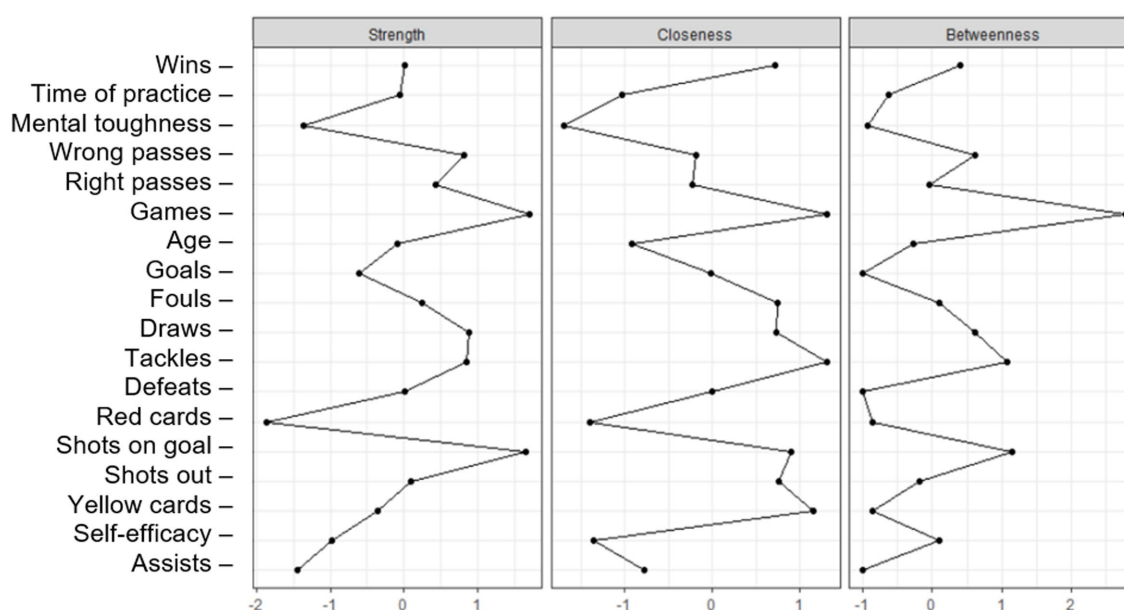 Strength Closeness Betweenness
Wins
Time of practice
Mental toughness
Wrong passes
Right passes
Games
Age
Goals
Fouls
Draws
Tackles
Defeats
Red cards
Shots on goal
Shots out
Yellow cards
Self-efficacy
Assists
-2 -1 0 1 -1 0 1 -1 0 1 2